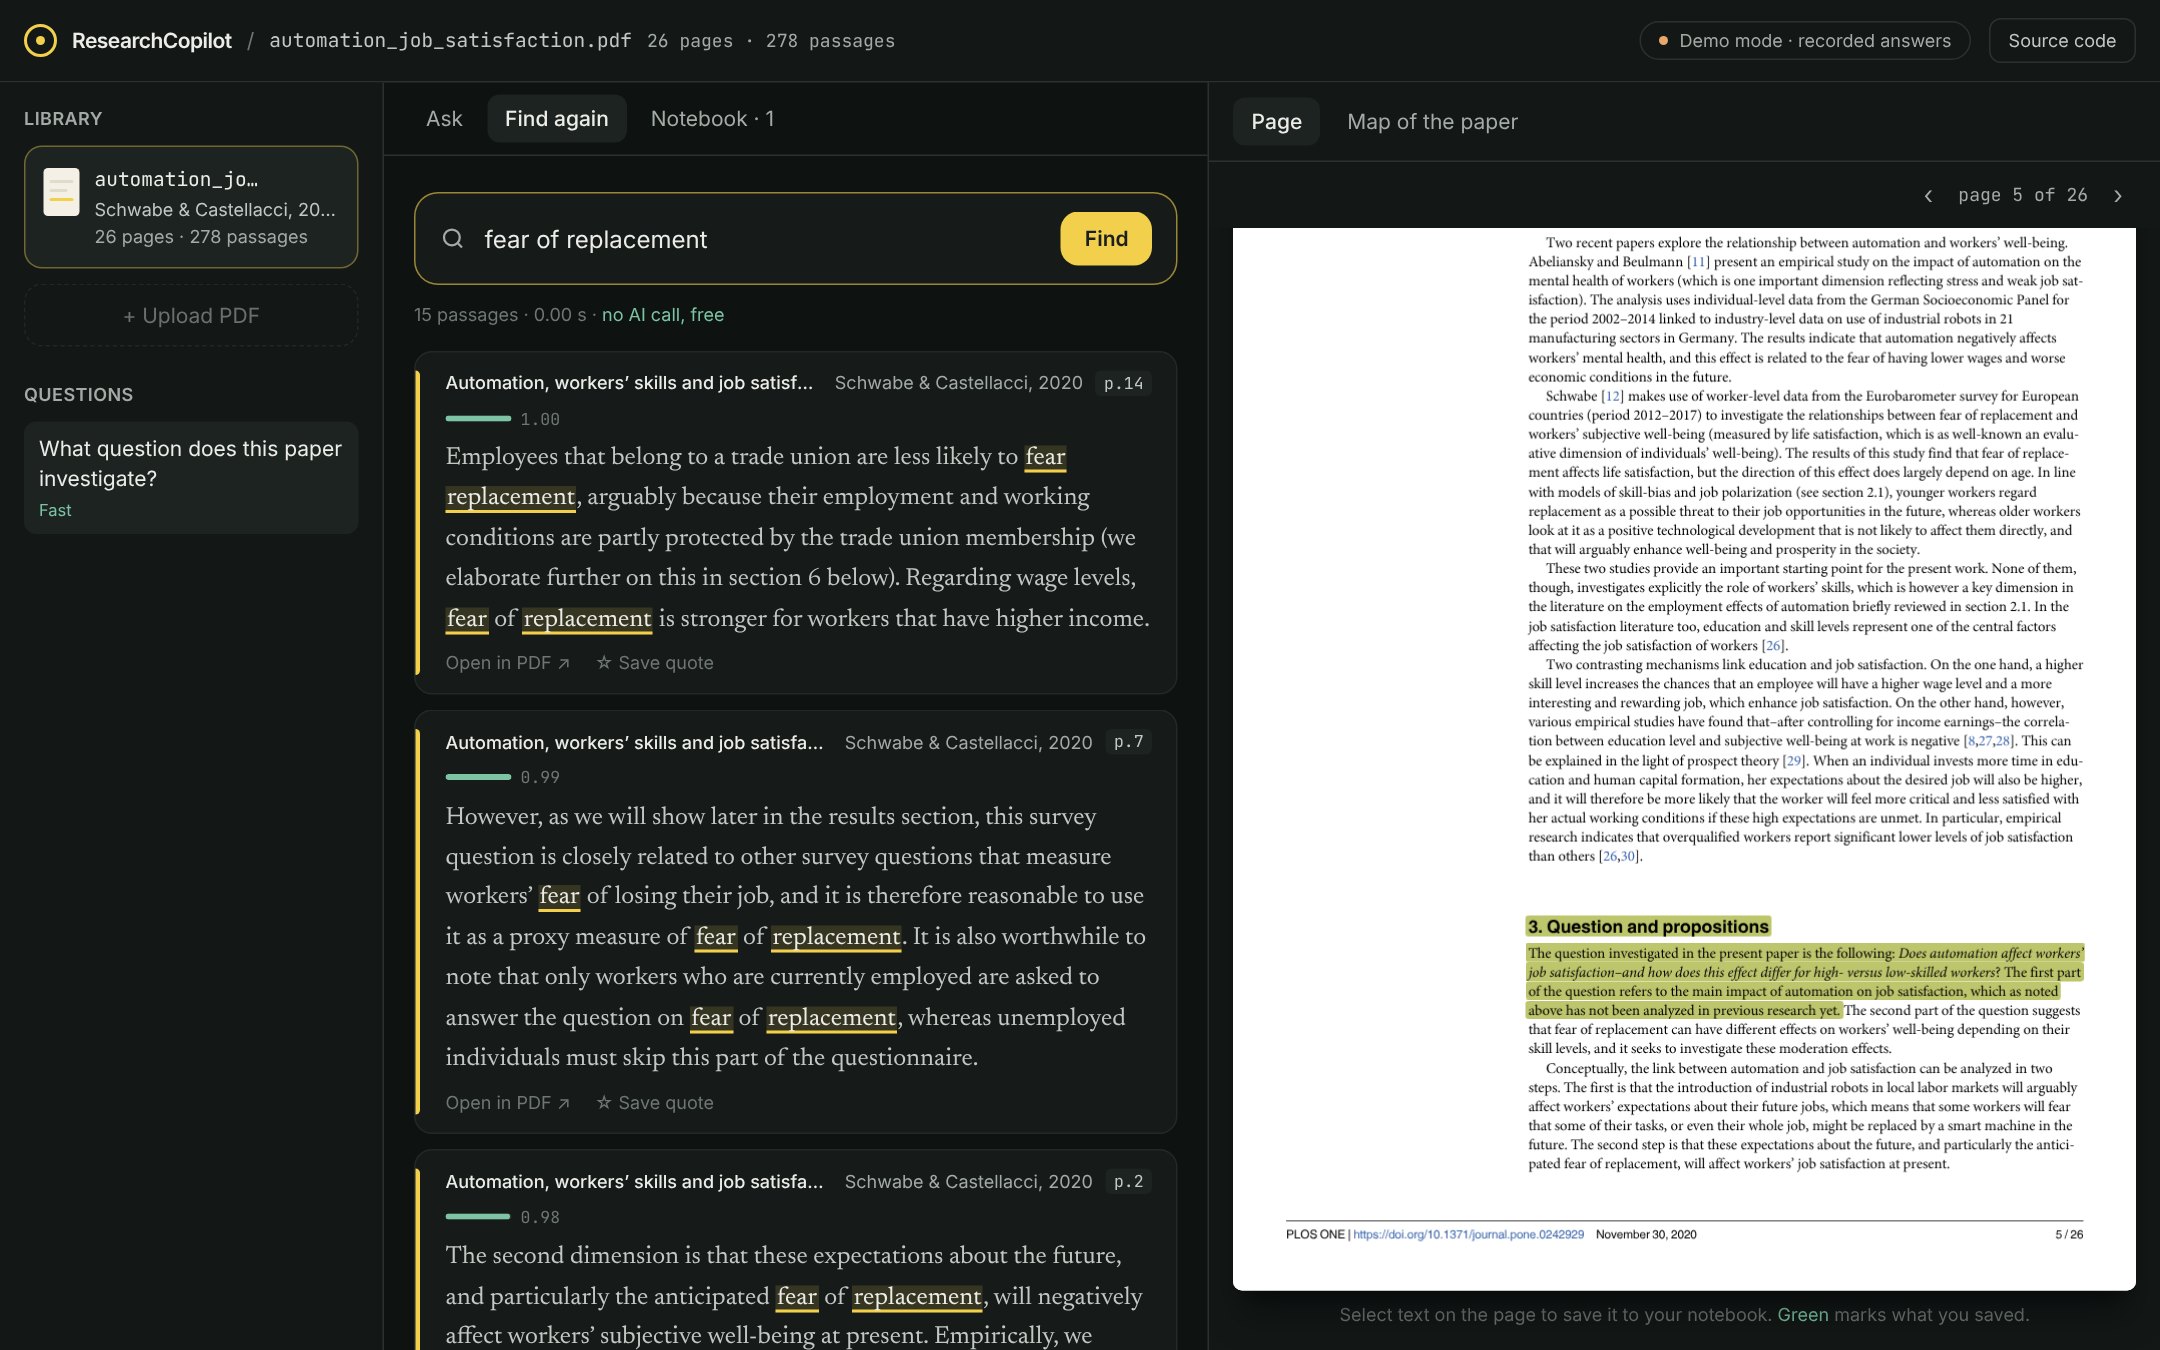 ResearchCopilot / automation_job_satisfaction.pdf 26 pages · 278 passages
Demo mode · recorded answers
Source code
LIBRARY
automation_jo…
Schwabe & Castellacci, 20…
26 pages · 278 passages
+ Upload PDF
QUESTIONS
What question does this paper
investigate?
Fast
Ask
Find again
Notebook · 1
fear of replacement
Find
15 passages · 0.00 s · no AI call, free
Automation, workers’ skills and job satisf… Schwabe & Castellacci, 2020 p.14
1.00
Employees that belong to a trade union are less likely to fear
replacement, arguably because their employment and working
conditions are partly protected by the trade union membership (we
elaborate further on this in section 6 below). Regarding wage levels,
fear of replacement is stronger for workers that have higher income.
Open in PDF ↗ ☆ Save quote
Automation, workers’ skills and job satisfa… Schwabe & Castellacci, 2020 p.7
0.99
However, as we will show later in the results section, this survey
question is closely related to other survey questions that measure
workers’ fear of losing their job, and it is therefore reasonable to use
it as a proxy measure of fear of replacement. It is also worthwhile to
note that only workers who are currently employed are asked to
answer the question on fear of replacement, whereas unemployed
individuals must skip this part of the questionnaire.
Open in PDF ↗ ☆ Save quote
Automation, workers’ skills and job satisfa… Schwabe & Castellacci, 2020 p.2
0.98
The second dimension is that these expectations about the future,
and particularly the anticipated fear of replacement, will negatively
affect workers’ subjective well-being at present. Empirically, we
Page
Map of the paper
‹ page 5 of 26 ›
Two recent papers explore the relationship between automation and workers’ well-being.
Abeliansky and Beulmann [11] present an empirical study on the impact of automation on the
mental health of workers (which is one important dimension reflecting stress and weak job sat-
isfaction). The analysis uses individual-level data from the German Socioeconomic Panel for
the period 2002–2014 linked to industry-level data on use of industrial robots in 21
manufacturing sectors in Germany. The results indicate that automation negatively affects
workers’ mental health, and this effect is related to the fear of having lower wages and worse
economic conditions in the future.
Schwabe [12] makes use of worker-level data from the Eurobarometer survey for European
countries (period 2012–2017) to investigate the relationships between fear of replacement and
workers’ subjective well-being (measured by life satisfaction, which is as well-known an evalu-
ative dimension of individuals’ well-being). The results of this study find that fear of replace-
ment affects life satisfaction, but the direction of this effect does largely depend on age. In line
with models of skill-bias and job polarization (see section 2.1), younger workers regard
replacement as a possible threat to their job opportunities in the future, whereas older workers
look at it as a positive technological development that is not likely to affect them directly, and
that will arguably enhance well-being and prosperity in the society.
These two studies provide an important starting point for the present work. None of them,
though, investigates explicitly the role of workers’ skills, which is however a key dimension in
the literature on the employment effects of automation briefly reviewed in section 2.1. In the
job satisfaction literature too, education and skill levels represent one of the central factors
affecting the job satisfaction of workers [26].
Two contrasting mechanisms link education and job satisfaction. On the one hand, a higher
skill level increases the chances that an employee will have a higher wage level and a more
interesting and rewarding job, which enhance job satisfaction. On the other hand, however,
various empirical studies have found that–after controlling for income earnings–the correla-
tion between education level and subjective well-being at work is negative [8,27,28]. This can
be explained in the light of prospect theory [29]. When an individual invests more time in edu-
cation and human capital formation, her expectations about the desired job will also be higher,
and it will therefore be more likely that the worker will feel more critical and less satisfied with
her actual working conditions if these high expectations are unmet. In particular, empirical
research indicates that overqualified workers report significant lower levels of job satisfaction
than others [26,30].
3. Question and propositions
The question investigated in the present paper is the following: Does automation affect workers’
job satisfaction–and how does this effect differ for high- versus low-skilled workers? The first part
of the question refers to the main impact of automation on job satisfaction, which as noted
above has not been analyzed in previous research yet. The second part of the question suggests
that fear of replacement can have different effects on workers’ well-being depending on their
skill levels, and it seeks to investigate these moderation effects.
Conceptually, the link between automation and job satisfaction can be analyzed in two
steps. The first is that the introduction of industrial robots in local labor markets will arguably
affect workers’ expectations about their future jobs, which means that some workers will fear
that some of their tasks, or even their whole job, might be replaced by a smart machine in the
future. The second step is that these expectations about the future, and particularly the antici-
pated fear of replacement, will affect workers’ job satisfaction at present.
PLOS ONE | https://doi.org/10.1371/journal.pone.0242929 November 30, 2020 5 / 26
Select text on the page to save it to your notebook. Green marks what you saved.